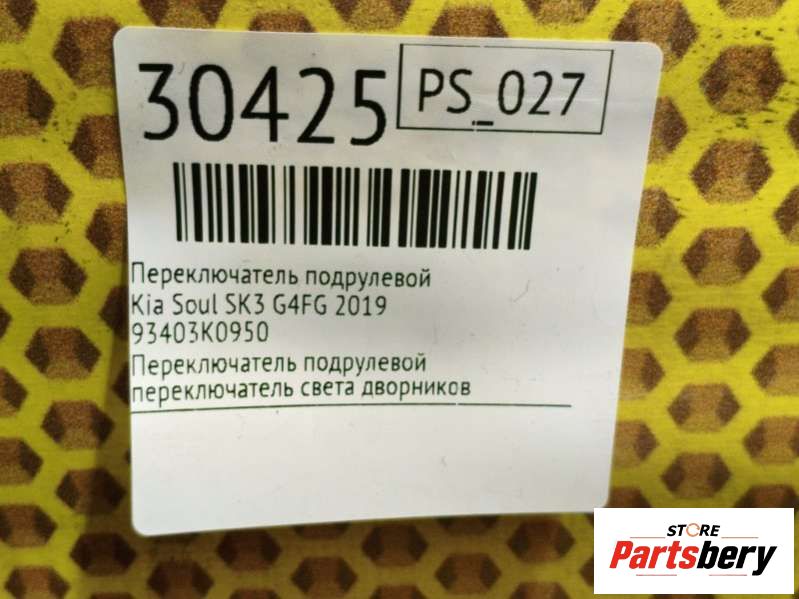 30425
PS_027
Переключатель подрулевой
Kia Soul SK3 G4FG 2019
93403K0950
Переключатель подрулевой
переключатель света дворников
STORE
Partsbery